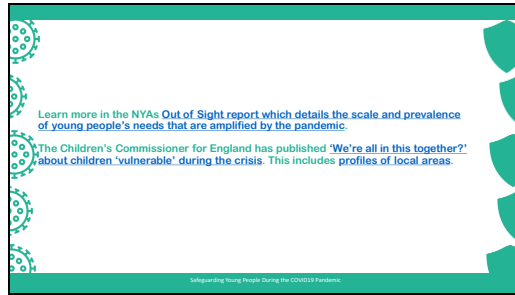 Learn more in the NYAs Out of Sight report which details the scale and prevalence
of young people's needs that are amplified by the pandemic.
The Children's Commissioner for England has published ‘We're all in this together?’
about children ‘vulnerable’ during the crisis. This includes profiles of local areas.
Safeguarding Young People During the COVID19 Pandemic